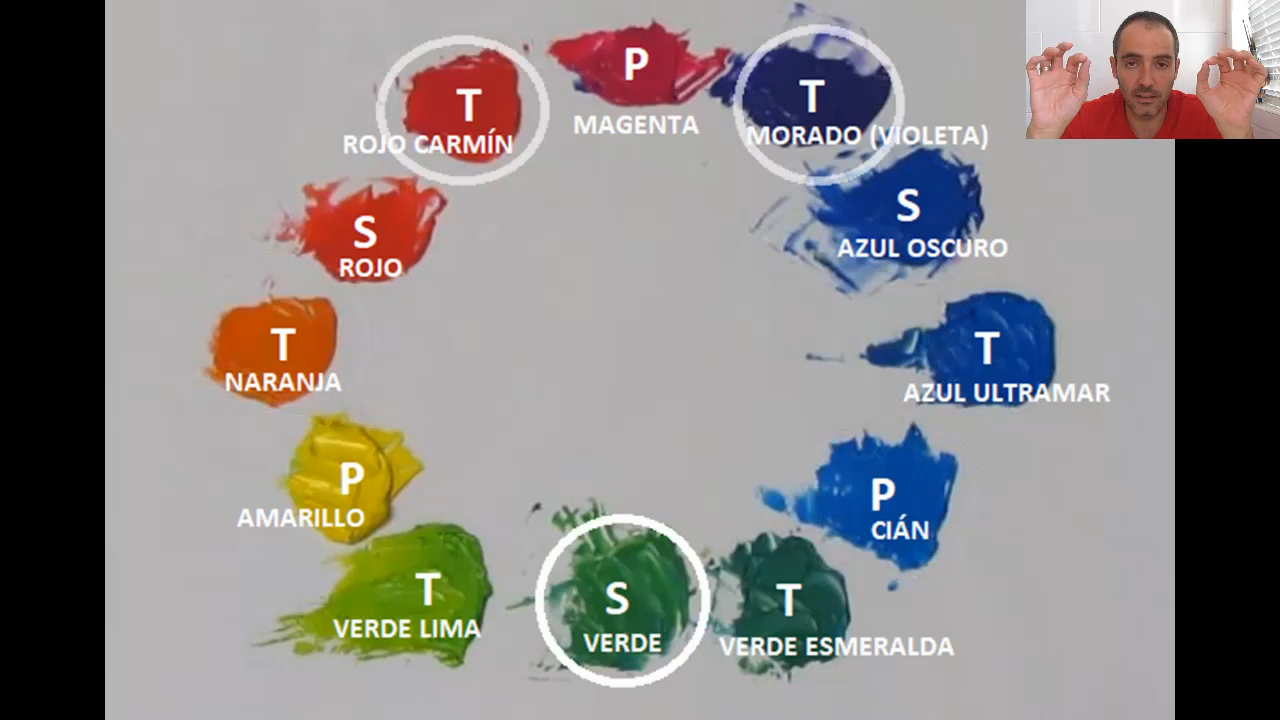 P
MAGENTA
T
MORADO (VIOLETA)
S
AZUL OSCURO
T
AZUL ULTRAMAR
P
CIÁN
T
VERDE ESMERALDA
S
VERDE
T
VERDE LIMA
P
AMARILLO
T
NARANJA
S
ROJO
T
ROJO CARMÍN